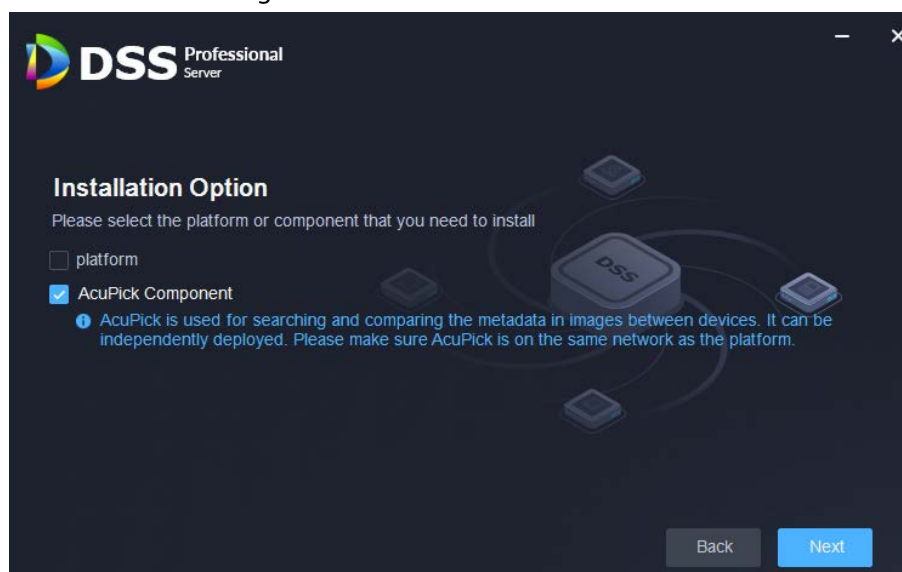 DSS Professional
Server
Installation Option
Please select the platform or component that you need to install
platform
AcuPick Component
AcuPick is used for searching and comparing the metadata in images between devices. It can be
independently deployed. Please make sure AcuPick is on the same network as the platform.
DSS
Back Next